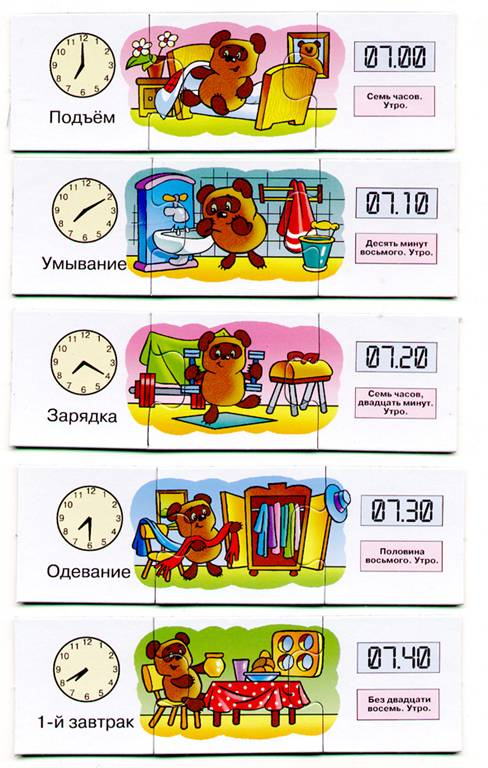 Подъём
07.00
Семь часов.
Утро.
Умывание
07.10
Десять минут
восьмого. Утро.
Зарядка
07.20
Семь часов,
двадцать минут.
Утро.
Одевание
07.30
Половина
восьмого. Утро.
1-й завтрак
07.40
Без двадцати
восемь. Утро.